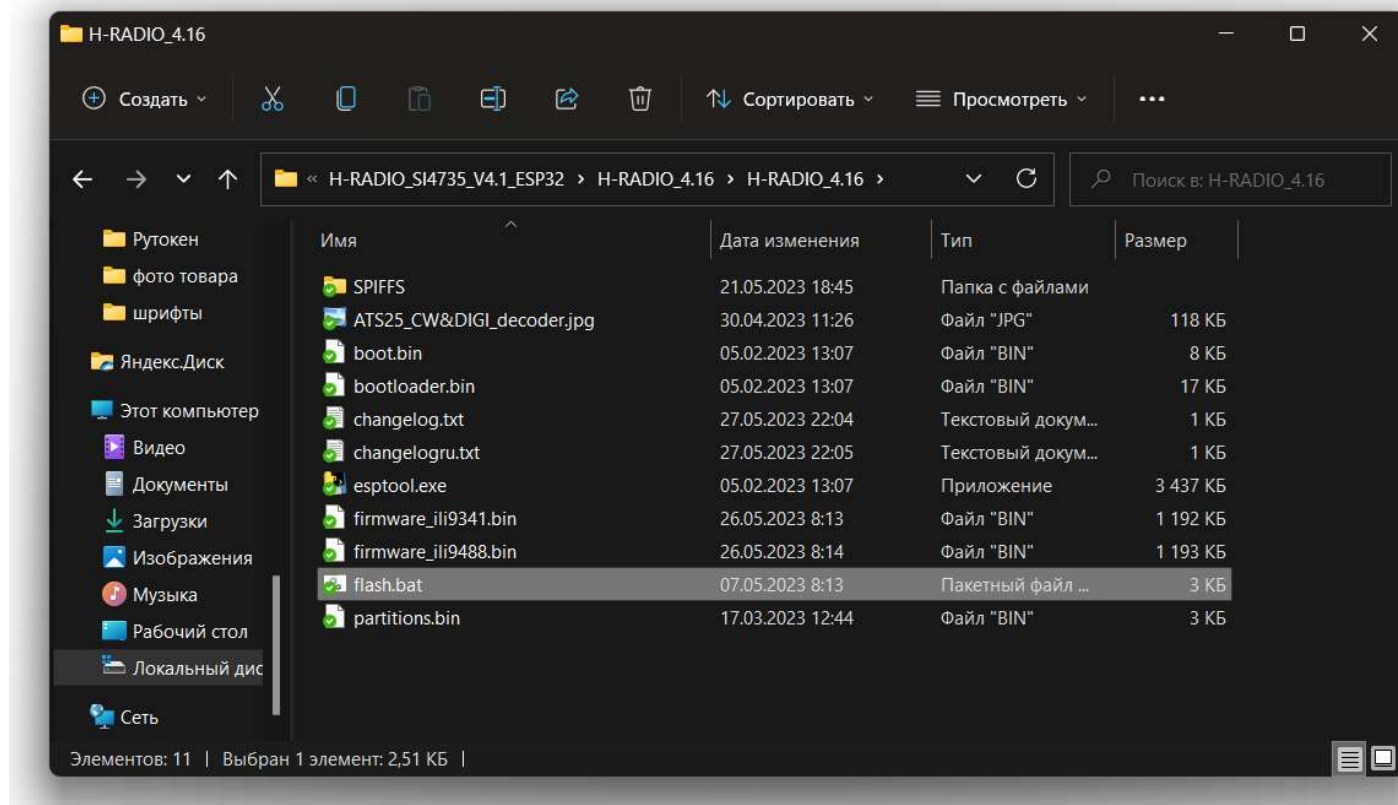 H-RADIO_4.16
Создать Сортировать Просмотреть
« H-RADIO_SI4735_V4.1_ESP32 > H-RADIO_4.16 > H-RADIO_4.16 > Поиск в: H-RADIO_4.16
Рутокен
фото товара
шрифты
Яндекс.Диск
Этот компьютер
Видео
Документы
Загрузки
Изображения
Музыка
Рабочий стол
Локальный дис
Сеть
Имя Дата изменения Тип Размер
SPIFFS 21.05.2023 18:45 Папка с файлами
ATS25_CW&DIGI_decoder.jpg 30.04.2023 11:26 Файл "JPG" 118 КБ
boot.bin 05.02.2023 13:07 Файл "BIN" 8 КБ
bootloader.bin 05.02.2023 13:07 Файл "BIN" 17 КБ
changelog.txt 27.05.2023 22:04 Текстовый докум... 1 КБ
changelogru.txt 27.05.2023 22:05 Текстовый докум... 1 КБ
esptool.exe 05.02.2023 13:07 Приложение 3 437 КБ
firmware_ili9341.bin 26.05.2023 8:13 Файл "BIN" 1 192 КБ
firmware_ili9488.bin 26.05.2023 8:14 Файл "BIN" 1 193 КБ
flash.bat 07.05.2023 8:13 Пакетный файл ... 3 КБ
partitions.bin 17.03.2023 12:44 Файл "BIN" 3 КБ
Элементов: 11 | Выбран 1 элемент: 2,51 КБ |